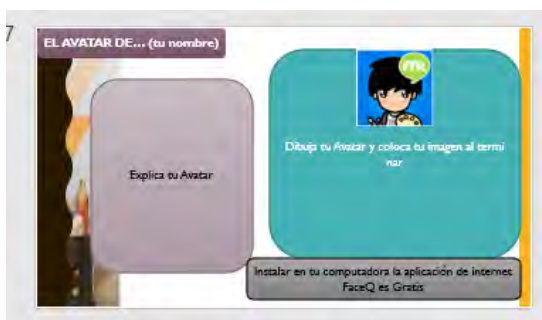 7
EL AVATAR DE... (tu nombre)
Explica tu Avatar
Dibuja tu Avatar y coloca tu imagen al termi
nar
Instalar en tu computadora la aplicación de internet
FaceQ es Gratis